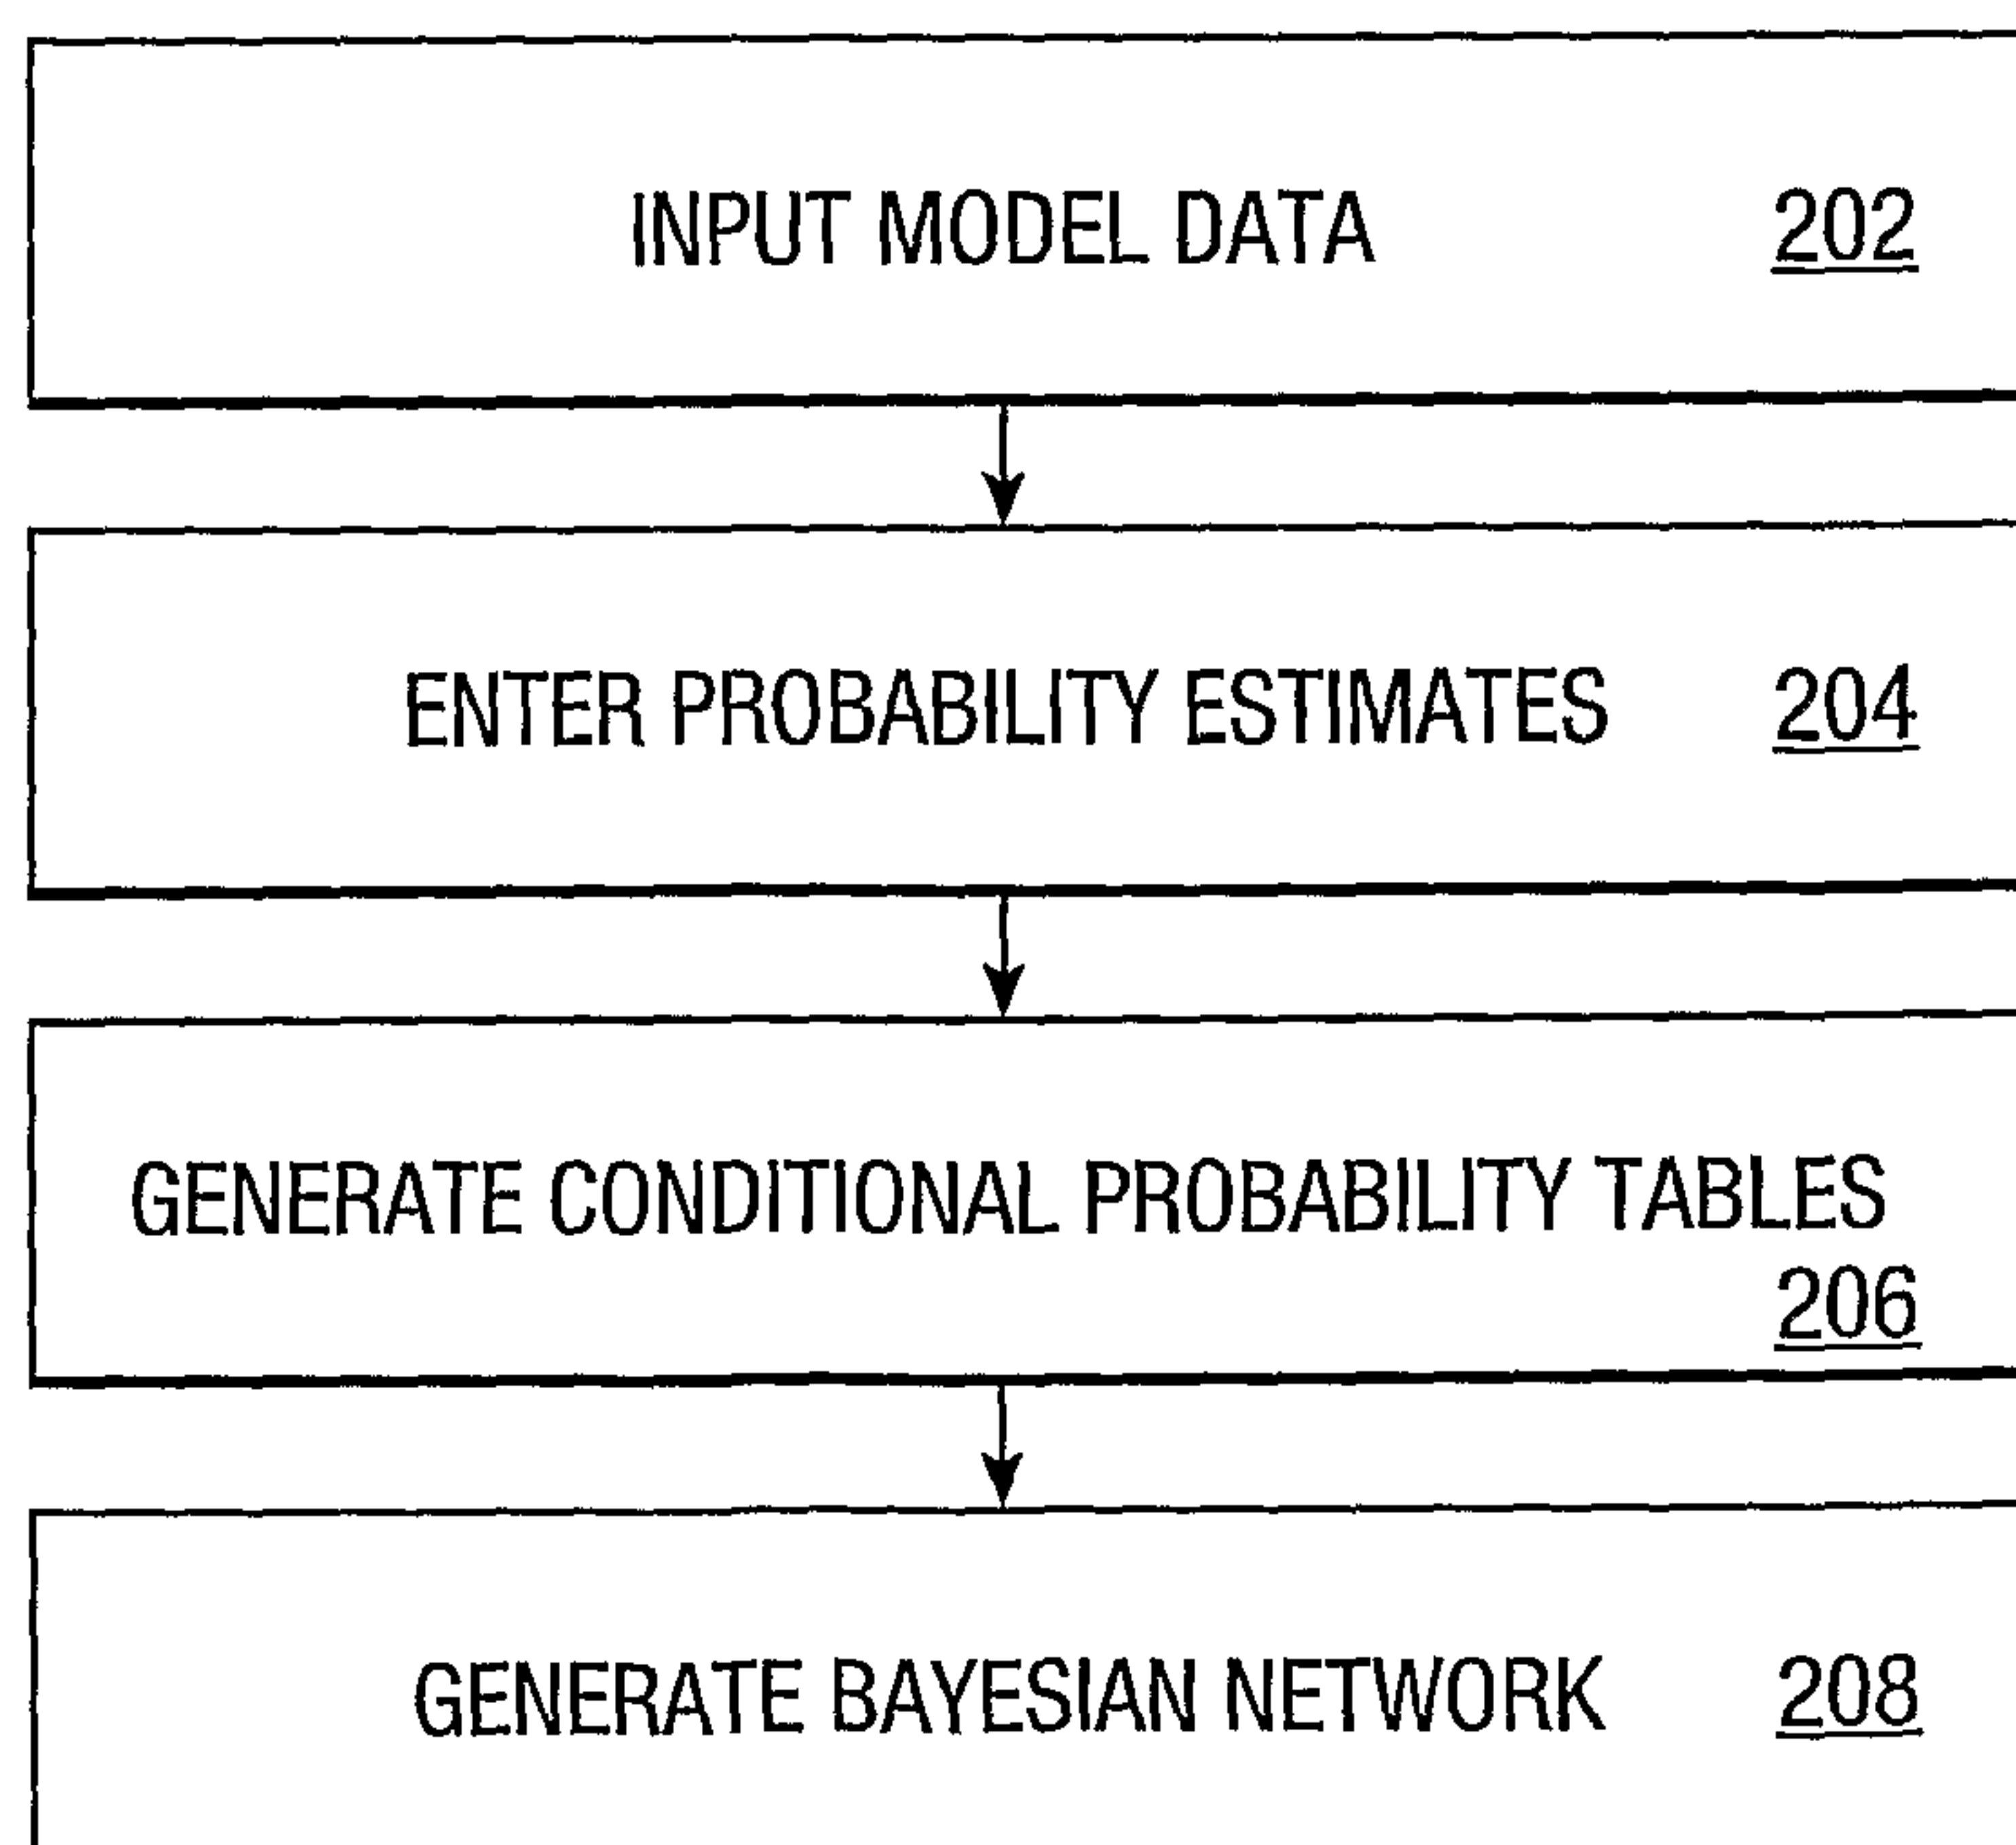 INPUT MODEL DATA 202
ENTER PROBABILITY ESTIMATES 204
GENERATE CONDITIONAL PROBABILITY TABLES
206
GENERATE BAYESIAN NETWORK 208